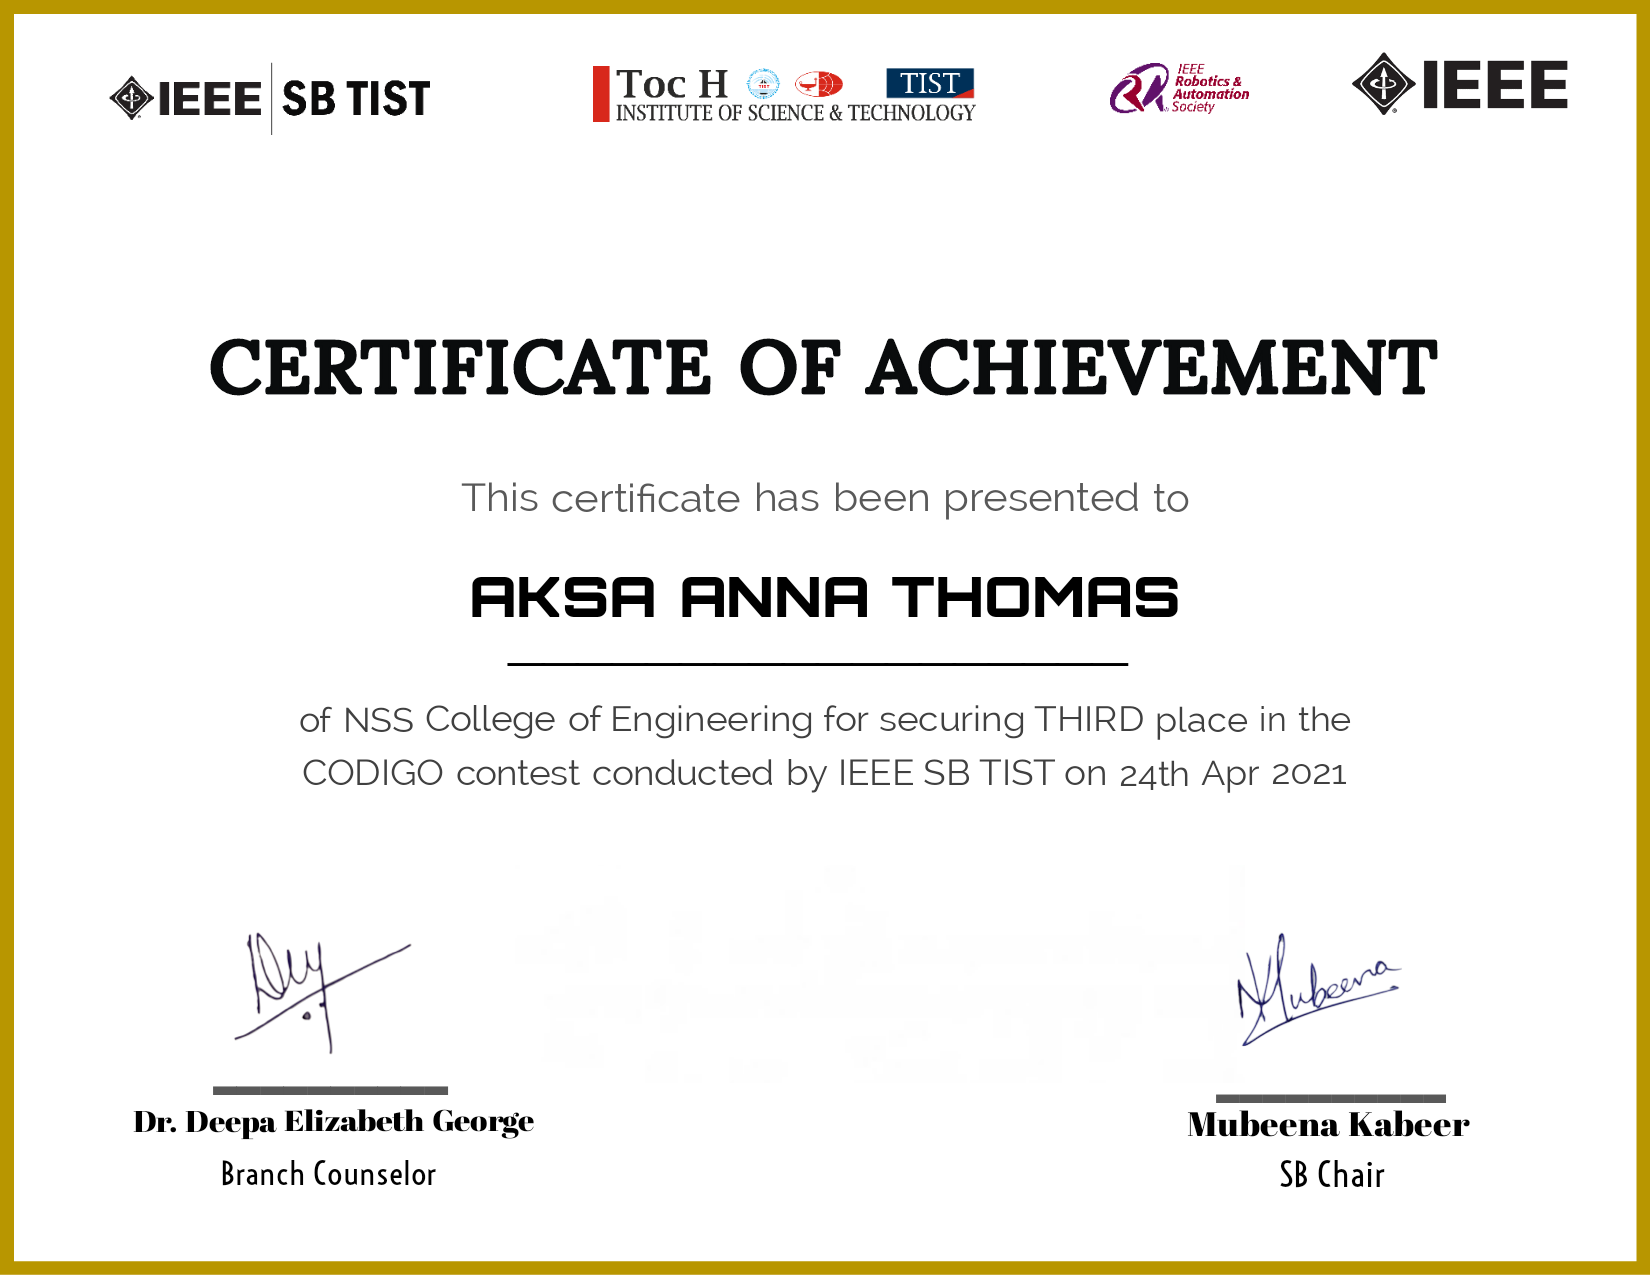 IEEE SB TIST
Toc H TIST
INSTITUTE OF SCIENCE & TECHNOLOGY
IEEE
Robotics &
Automation
Society
IEEE
CERTIFICATE OF ACHIEVEMENT
This certificate has been presented to
AKSA ANNA THOMAS
of NSS College of Engineering for securing THIRD place in the
CODIGO contest conducted by IEEE SB TIST on 24th Apr 2021
Mubeena
Dr. Deepa Elizabeth George
Branch Counselor
Mubeena Kabeer
SB Chair